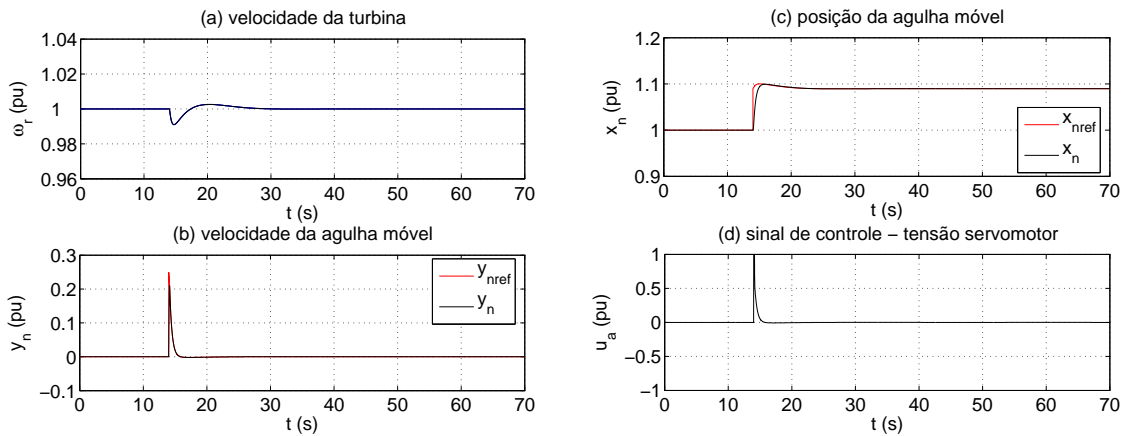 (a) velocidade da turbina
1.04
1.02
1
0.98
0.96
ω_r (pu)
0 10 20 30 40 50 60 70
t (s)
(b) velocidade da agulha móvel
0.3
0.2
0.1
0
−0.1
y_n (pu)
y_nref
y_n
0 10 20 30 40 50 60 70
t (s)
(c) posição da agulha móvel
1.2
1.1
1
0.9
x_n (pu)
x_nref
x_n
0 10 20 30 40 50 60 70
t (s)
(d) sinal de controle − tensão servomotor
1
0.5
0
−0.5
−1
u_a (pu)
0 10 20 30 40 50 60 70
t (s)